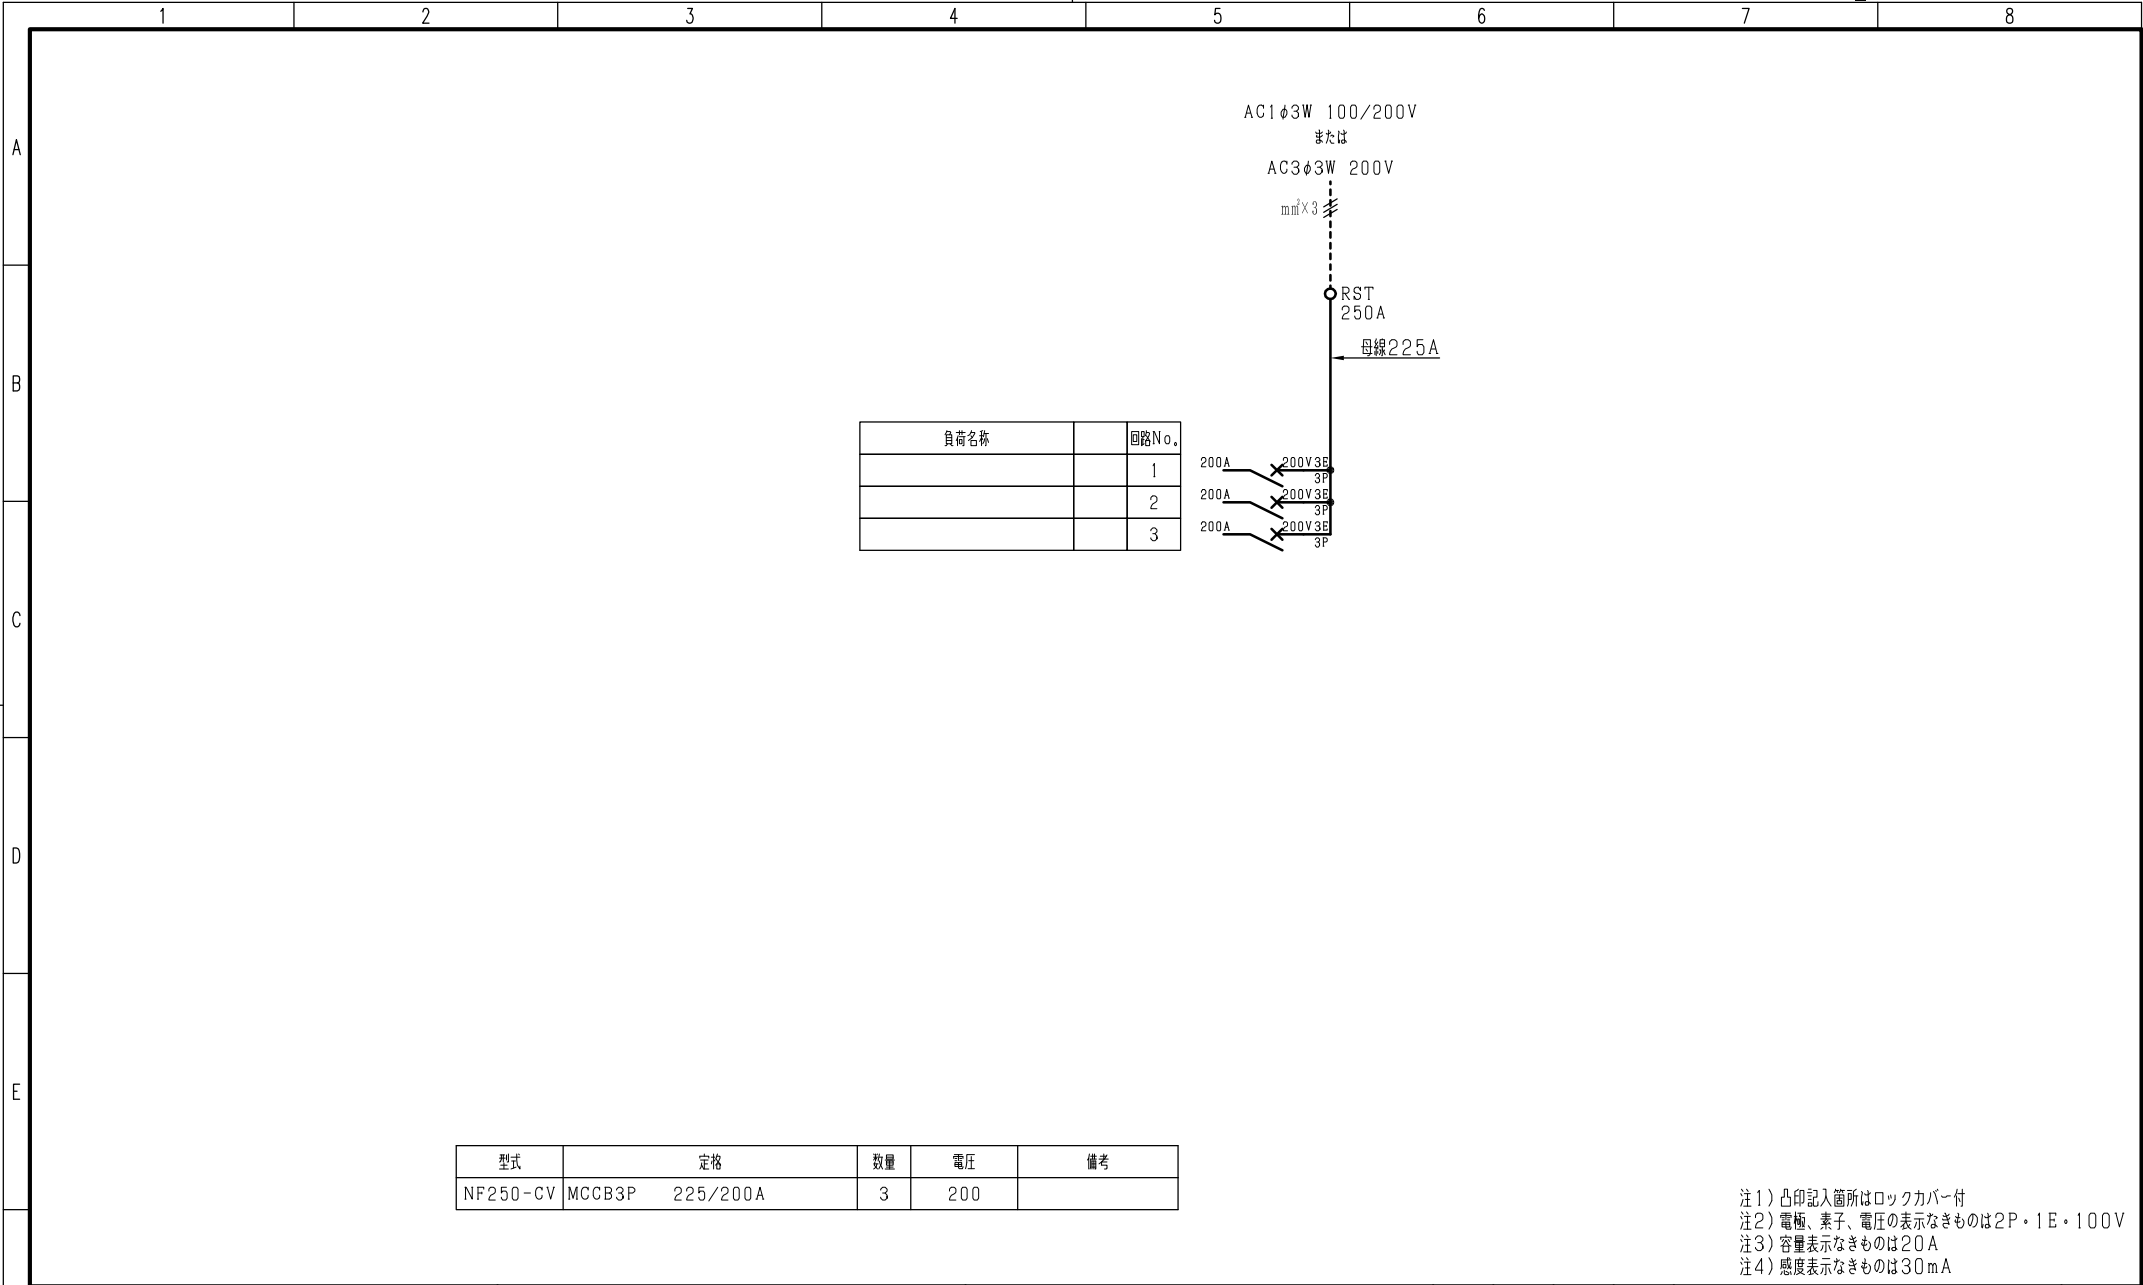 1 2 3 4 5 6 7 8
A
AC1φ3W 100/200V
または
AC3φ3W 200V
mm²×3
RST
250A
母線225A
B
負荷名称 回路No。
1 200A 200V3E
3P
2 200A 200V3E
3P
3 200A 200V3E
3P
C
D
E
型式 定格 数量 電圧 備考
NF250-CV MCCB3P 225/200A 3 200
注1)凸印記入箇所はロックカバー付
注2)電極、素子、電圧の表示なきものは2P・1E・100V
注3)容量表示なきものは20A
注4)感度表示なきものは30mA